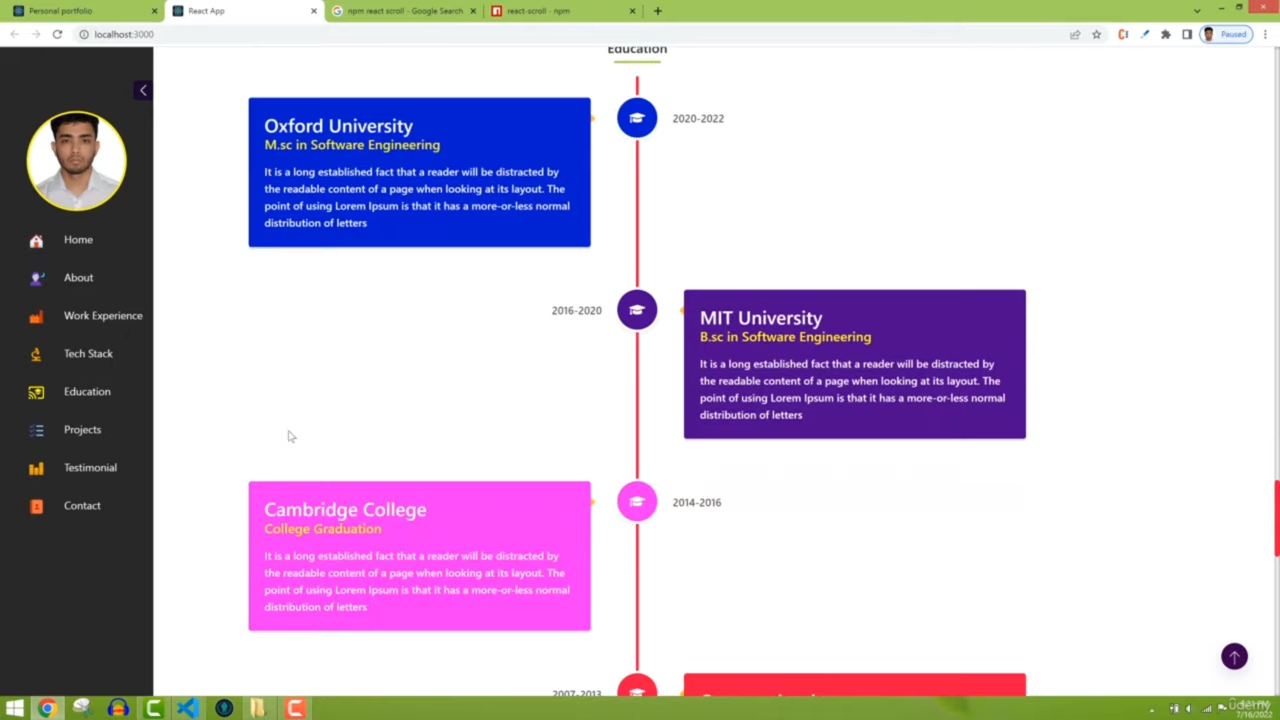 Personal portfolio
React App
npm react scroll - Google Search
react-scroll - npm
localhost:3000
Paused
Education
Oxford University
M.sc in Software Engineering
It is a long established fact that a reader will be distracted by
the readable content of a page when looking at its layout. The
point of using Lorem Ipsum is that it has a more-or-less normal
distribution of letters
2020-2022
Home
About
Work Experience
Tech Stack
Education
Projects
Testimonial
Contact
2016-2020
MIT University
B.sc in Software Engineering
It is a long established fact that a reader will be distracted by
the readable content of a page when looking at its layout. The
point of using Lorem Ipsum is that it has a more-or-less normal
distribution of letters
Cambridge College
College Graduation
It is a long established fact that a reader will be distracted by
the readable content of a page when looking at its layout. The
point of using Lorem Ipsum is that it has a more-or-less normal
distribution of letters
2014-2016
2007-2013
Udemy
7/16/2022